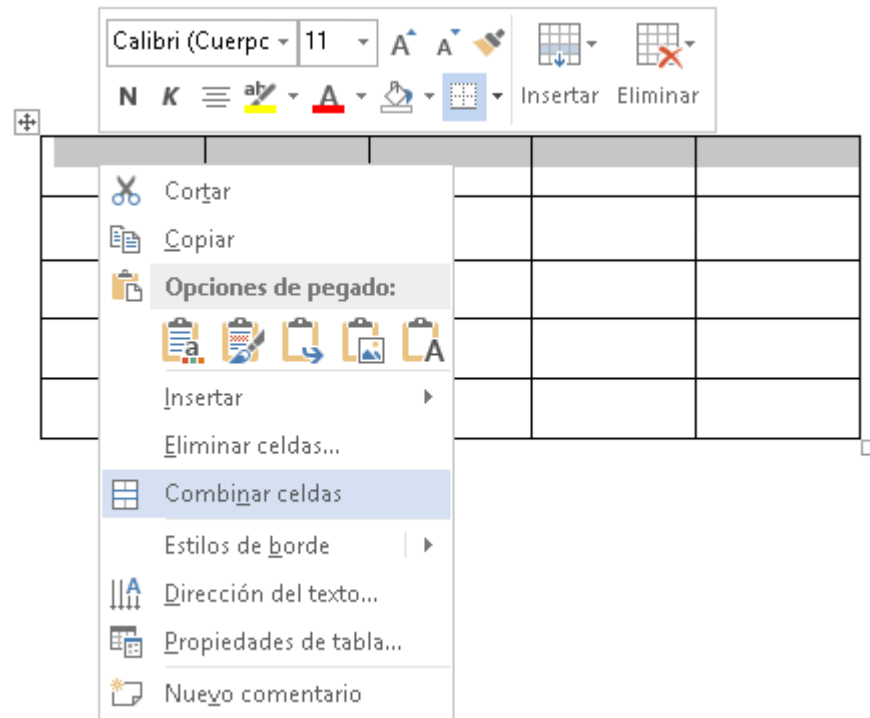 Calibri (Cuerpc 11 A A
N K ab A Insertar Eliminar
Cortar
Copiar
Opciones de pegado:
a A
Insertar
Eliminar celdas...
Combinar celdas
Estilos de borde
A Dirección del texto...
Propiedades de tabla...
Nuevo comentario